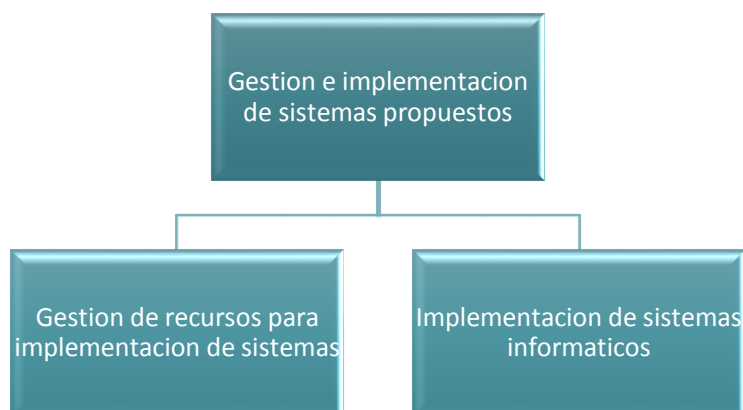 Gestion e implementacion
de sistemas propuestos
Gestion de recursos para
implementacion de sistemas
Implementacion de sistemas
informaticos